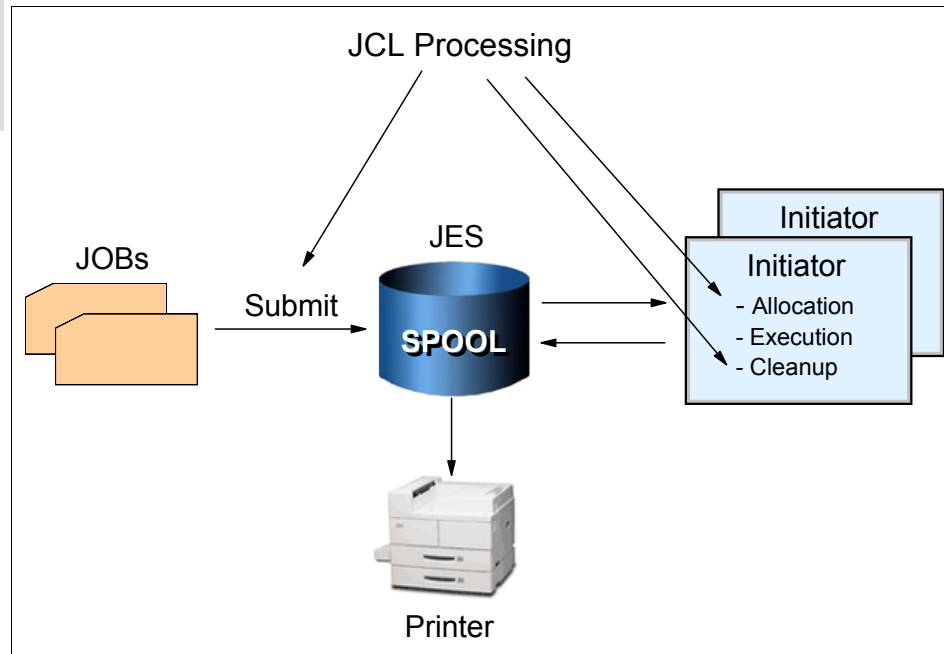 JCL Processing
JES
JOBs
Submit
SPOOL
Initiator
Initiator
- Allocation
- Execution
- Cleanup
Printer